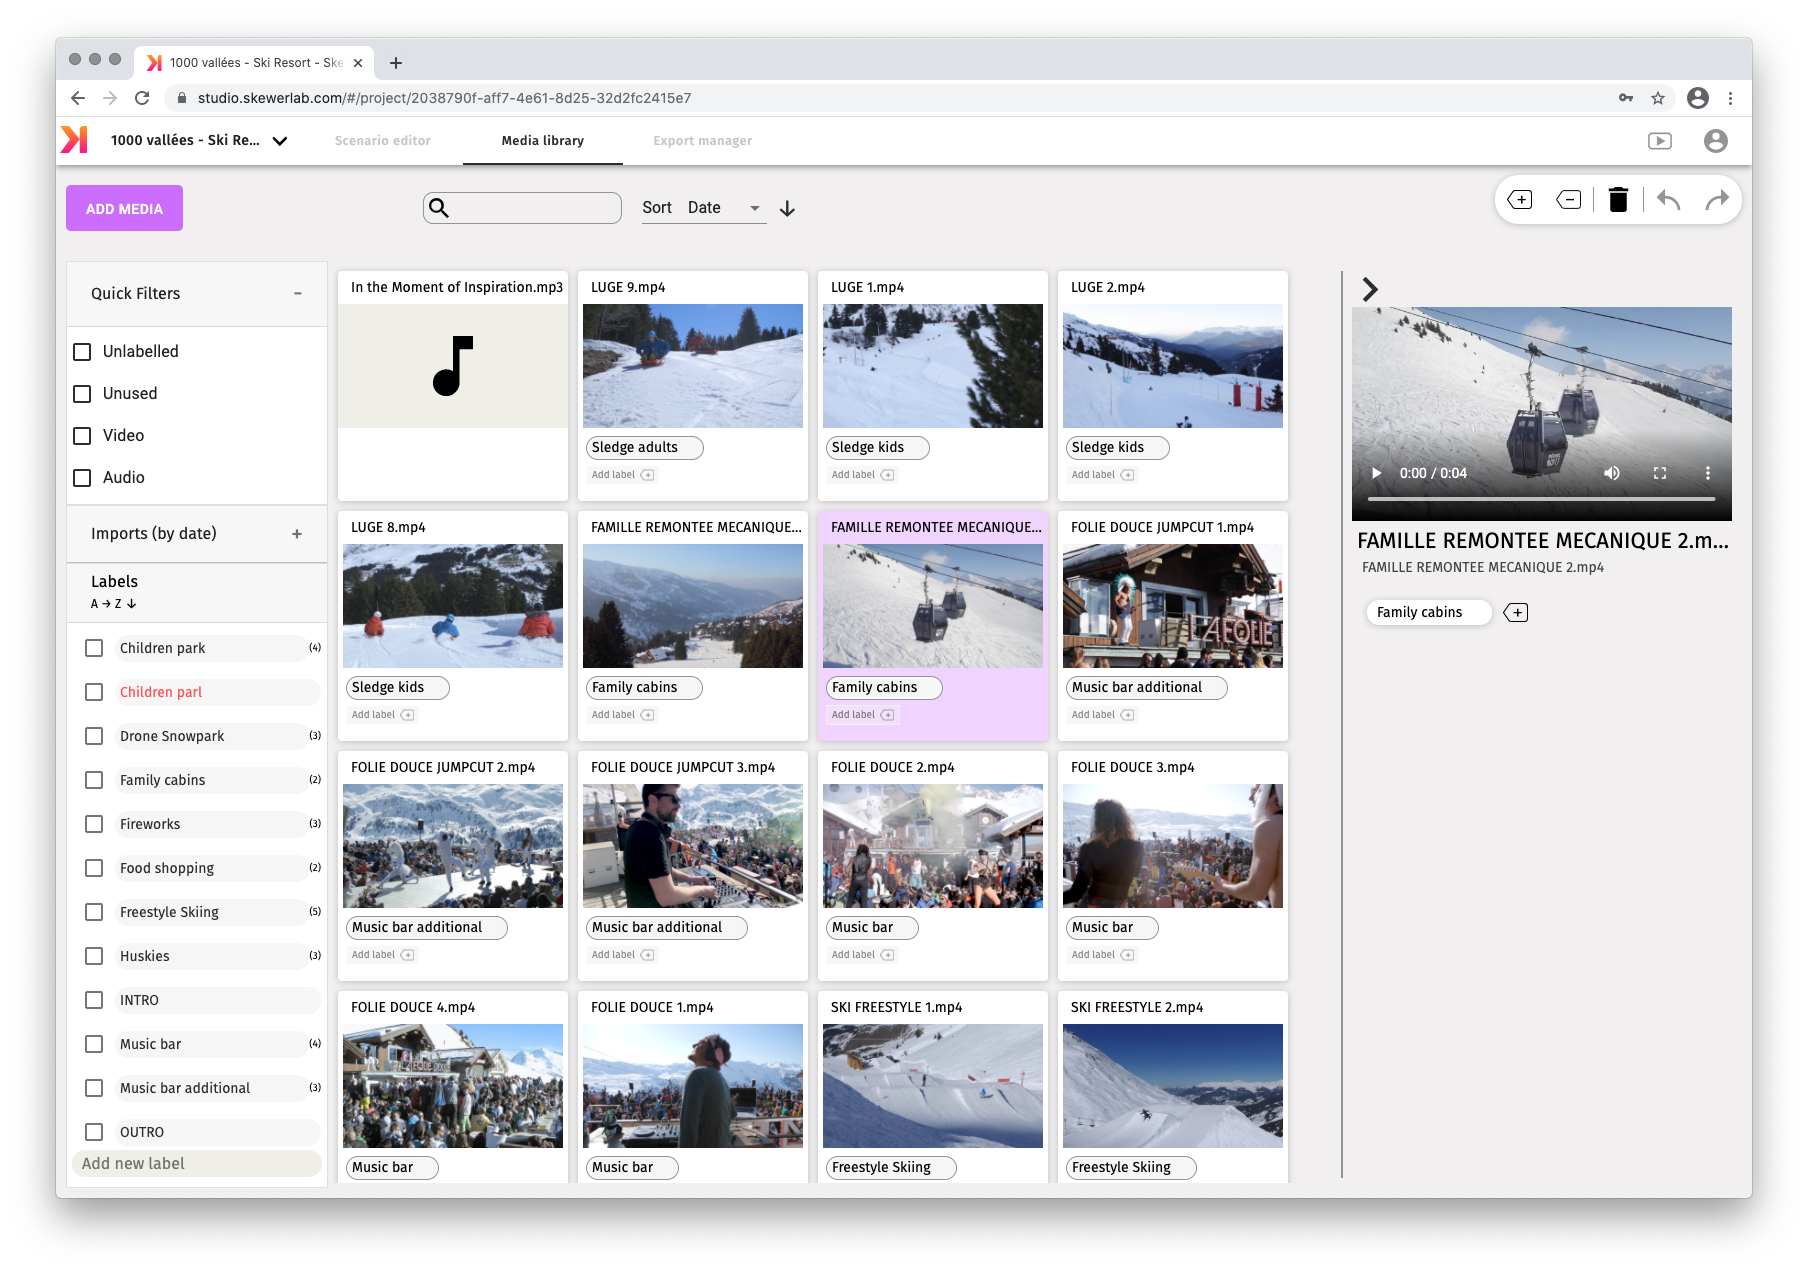 1000 vallées - Ski Resort - Ske
studio.skewerlab.com/#/project/2038790f-aff7-4e61-8d25-32d2fc2415e7
1000 vallées - Ski Re...
Scenario editor
Media library
Export manager
ADD MEDIA
Sort Date
Quick Filters
Unlabelled
Unused
Video
Audio
Imports (by date)
Labels
A → Z ↓
Children park (4)
Children parl
Drone Snowpark (3)
Family cabins (2)
Fireworks (3)
Food shopping (2)
Freestyle Skiing (5)
Huskies (3)
INTRO
Music bar (4)
Music bar additional (3)
OUTRO
Add new label
In the Moment of Inspiration.mp3
LUGE 9.mp4
Sledge adults
Add label
LUGE 1.mp4
Sledge kids
Add label
LUGE 2.mp4
Sledge kids
Add label
LUGE 8.mp4
Sledge kids
Add label
FAMILLE REMONTEE MECANIQUE...
Family cabins
Add label
FAMILLE REMONTEE MECANIQUE...
Family cabins
Add label
FOLIE DOUCE JUMPCUT 1.mp4
LA FOLIE
Music bar additional
Add label
FOLIE DOUCE JUMPCUT 2.mp4
Music bar additional
Add label
FOLIE DOUCE JUMPCUT 3.mp4
Music bar additional
Add label
FOLIE DOUCE 2.mp4
Music bar
Add label
FOLIE DOUCE 3.mp4
Music bar
Add label
FOLIE DOUCE 4.mp4
Music bar
FOLIE DOUCE 1.mp4
Music bar
SKI FREESTYLE 1.mp4
Freestyle Skiing
SKI FREESTYLE 2.mp4
Freestyle Skiing
0:00 / 0:04
FAMILLE REMONTEE MECANIQUE 2.m...
FAMILLE REMONTEE MECANIQUE 2.mp4
Family cabins